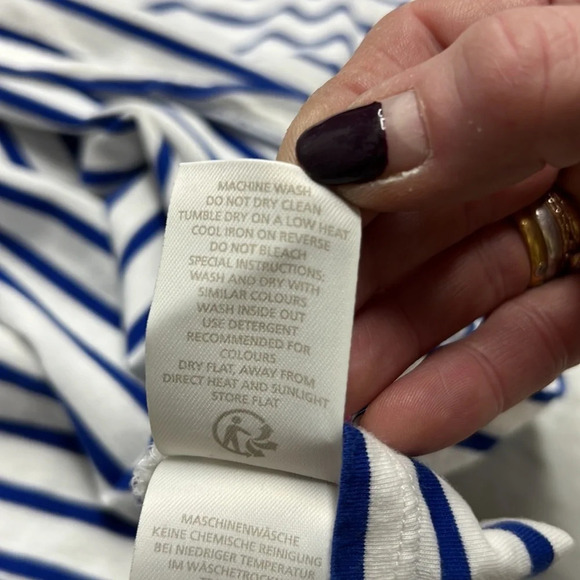 MACHINE WASH
DO NOT DRY CLEAN
TUMBLE DRY ON A LOW HEAT
COOL IRON ON REVERSE
DO NOT BLEACH
SPECIAL INSTRUCTIONS:
WASH AND DRY WITH
SIMILAR COLOURS
WASH INSIDE OUT
USE DETERGENT
RECOMMENDED FOR
COLOURS
DRY FLAT, AWAY FROM
DIRECT HEAT AND SUNLIGHT
STORE FLAT
MASCHINENWÄSCHE
KEINE CHEMISCHE REINIGUNG
BEI NIEDRIGER TEMPERATUR
IM WÄSCHETROCK